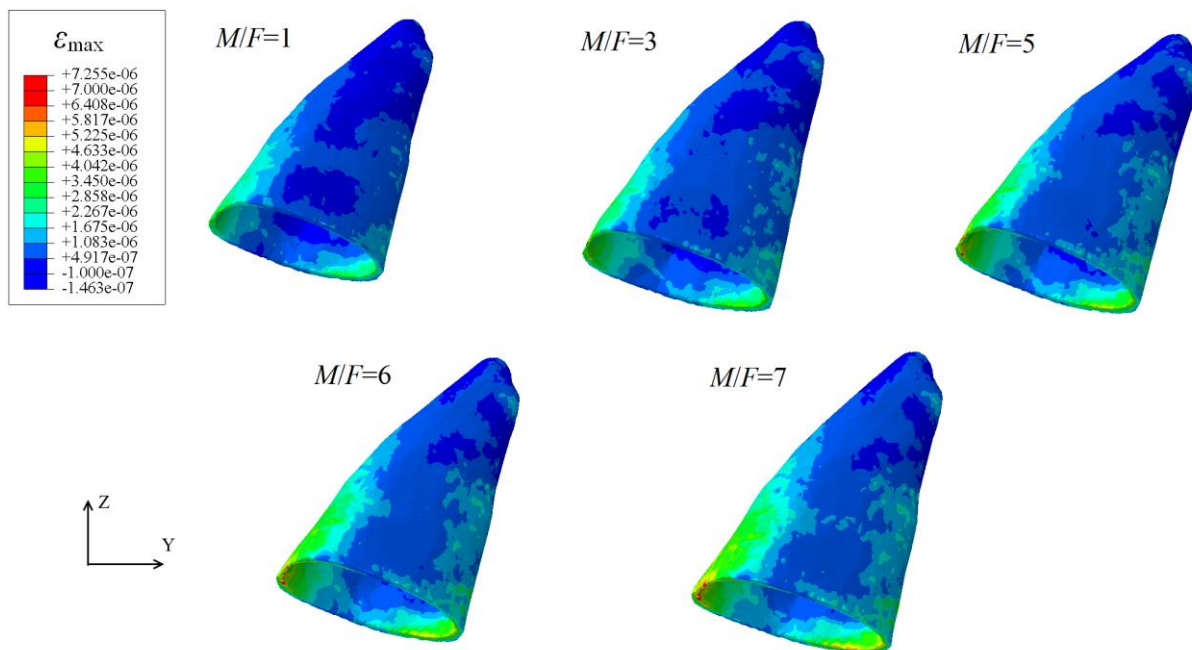 ε_max
+7.255e-06
+7.000e-06
+6.408e-06
+5.817e-06
+5.225e-06
+4.633e-06
+4.042e-06
+3.450e-06
+2.858e-06
+2.267e-06
+1.675e-06
+1.083e-06
+4.917e-07
-1.000e-07
-1.463e-07
M/F=1
M/F=3
M/F=5
M/F=6
M/F=7
Z
Y